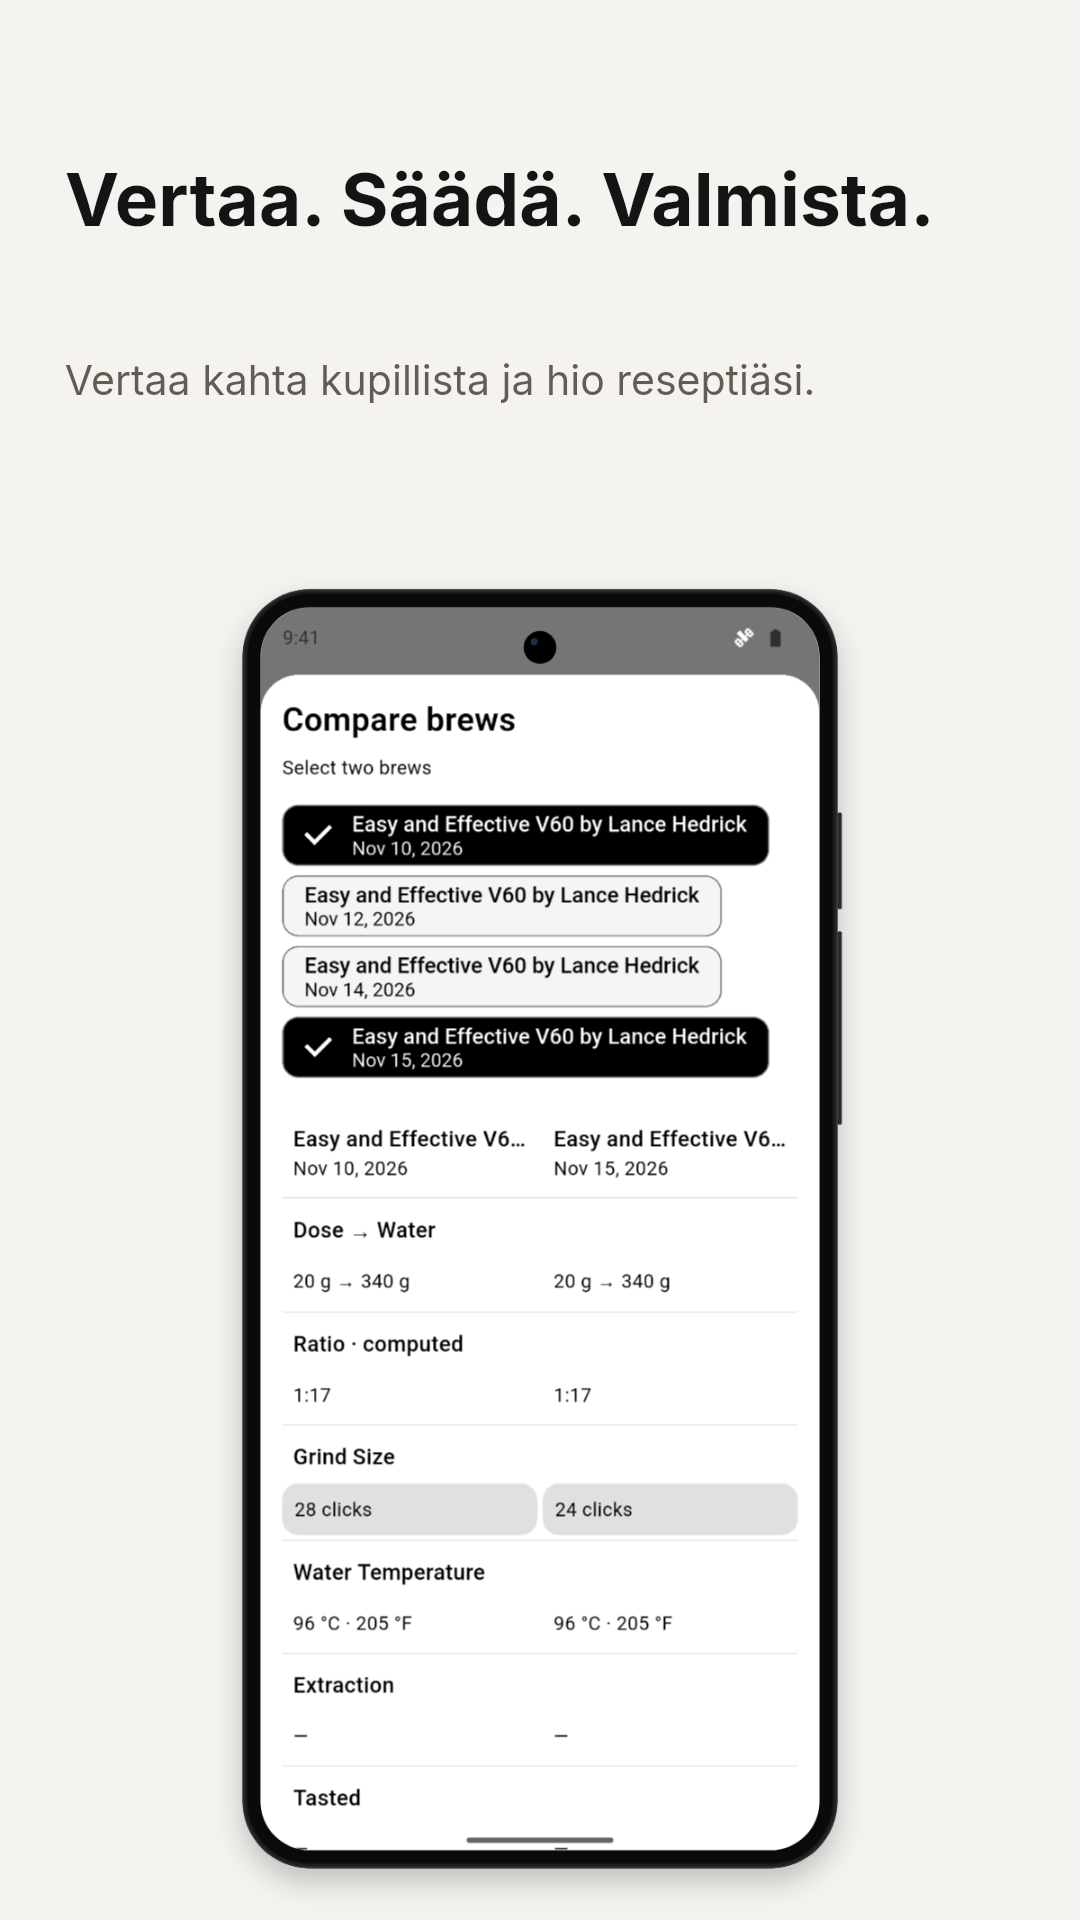 Vertaa. Säädä. Valmista.
Vertaa kahta kupillista ja hio reseptiäsi.
9:41
Compare brews
Select two brews
Easy and Effective V60 by Lance Hedrick
Nov 10, 2026
Easy and Effective V60 by Lance Hedrick
Nov 12, 2026
Easy and Effective V60 by Lance Hedrick
Nov 14, 2026
Easy and Effective V60 by Lance Hedrick
Nov 15, 2026
Easy and Effective V6… Easy and Effective V6…
Nov 10, 2026 Nov 15, 2026
Dose → Water
20 g → 340 g 20 g → 340 g
Ratio · computed
1:17 1:17
Grind Size
28 clicks 24 clicks
Water Temperature
96 °C · 205 °F 96 °C · 205 °F
Extraction
— —
Tasted
— —